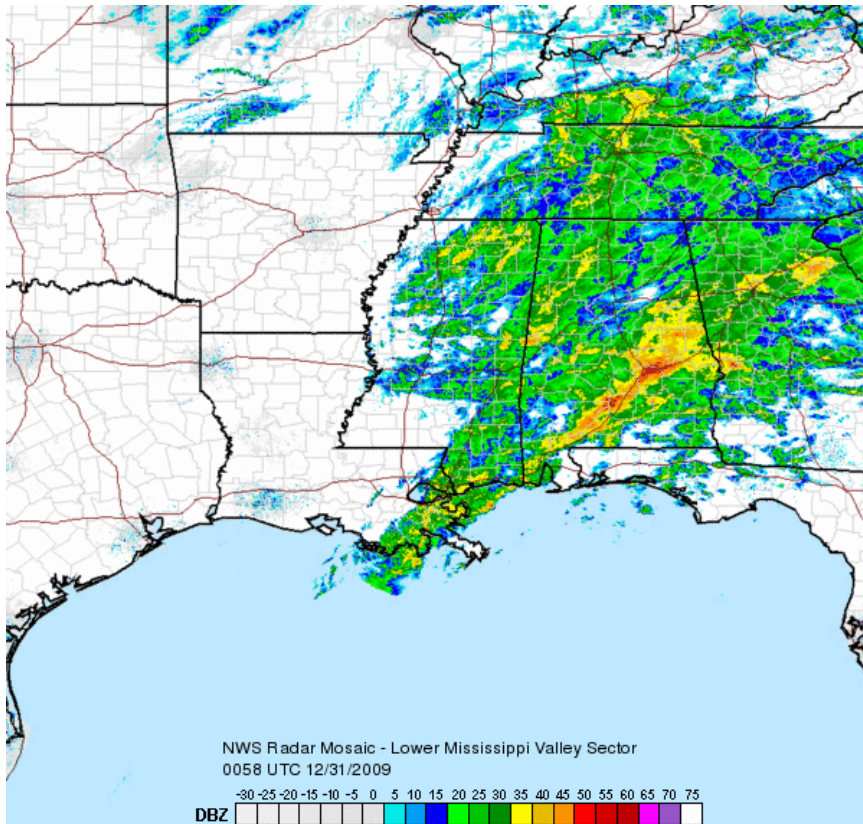 NWS Radar Mosaic - Lower Mississippi Valley Sector
0058 UTC 12/31/2009
-30 -25 -20 -15 -10 -5 0 5 10 15 20 25 30 35 40 45 50 55 60 65 70 75
DBZ